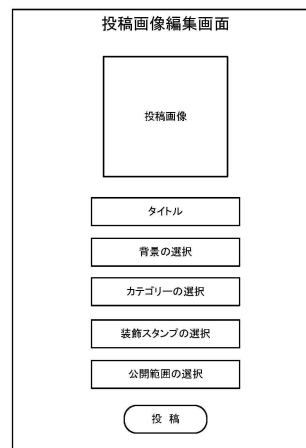 投稿画像編集画面
投稿画像
タイトル
背景の選択
カテゴリーの選択
装飾スタンプの選択
公開範囲の選択
投 稿